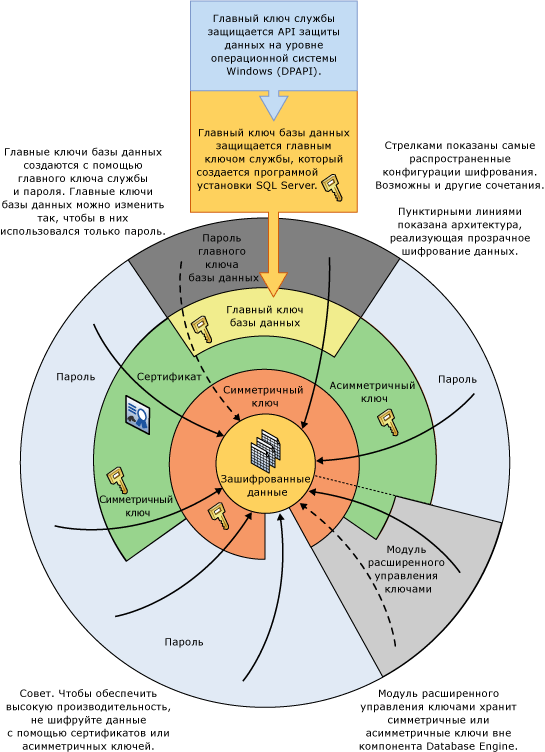 Главный ключ службы
защищается API защиты
данных на уровне
операционной системы
Windows (DPAPI).
Главный ключ базы данных
защищается главным
ключом службы, который
создается программой
установки SQL Server.
Главные ключи базы данных
создаются с помощью
главного ключа службы
и пароля. Главные ключи
базы данных можно изменить
так, чтобы в них
использовался только пароль.
Стрелками показаны самые
распространенные
конфигурации шифрования.
Возможны и другие сочетания.
Пунктирными линиями
показана архитектура,
реализующая прозрачное
шифрование данных.
Пароль
главного
ключа
базы данных
Главный ключ
базы данных
Пароль
Сертификат
Симметричный
ключ
Асимметричный
ключ
Пароль
Зашифрованные
данные
Симметричный
ключ
Модуль
расширенного
управления
ключами
Пароль
Совет. Чтобы обеспечить
высокую производительность,
не шифруйте данные
с помощью сертификатов или
асимметричных ключей.
Модуль расширенного
управления ключами хранит
симметричные или
асимметричные ключи вне
компонента Database Engine.